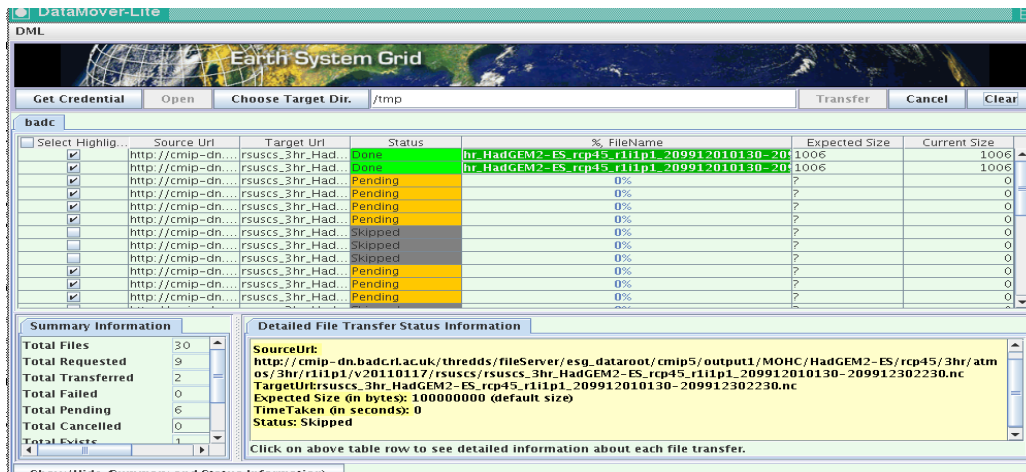 DataMover-Lite
DML
Earth System Grid
Get Credential Open Choose Target Dir. /tmp Transfer Cancel Clear
badc
Select Highlig... Source Url Target Url Status %, FileName Expected Size Current Size
http://cmip-dn.... rsuscs_3hr_Had... Done hr_HadGEM2-ES_rcp45_r1i1p1_209912010130-20 1006 1006
http://cmip-dn.... rsuscs_3hr_Had... Done hr_HadGEM2-ES_rcp45_r1i1p1_209912010130-20 1006 1006
http://cmip-dn.... rsuscs_3hr_Had... Pending 0% ? 0
http://cmip-dn.... rsuscs_3hr_Had... Pending 0% ? 0
http://cmip-dn.... rsuscs_3hr_Had... Pending 0% ? 0
http://cmip-dn.... rsuscs_3hr_Had... Pending 0% ? 0
http://cmip-dn.... rsuscs_3hr_Had... Skipped 0% ? 0
http://cmip-dn.... rsuscs_3hr_Had... Skipped 0% ? 0
http://cmip-dn.... rsuscs_3hr_Had... Skipped 0% ? 0
http://cmip-dn.... rsuscs_3hr_Had... Pending 0% ? 0
http://cmip-dn.... rsuscs_3hr_Had... Pending 0% ? 0
http://cmip-dn.... rsuscs_3hr_Had... Pending 0% ? 0
Summary Information
Total Files 30
Total Requested 9
Total Transferred 2
Total Failed 0
Total Pending 6
Total Cancelled 0
Total Exists 1
Detailed File Transfer Status Information
SourceUrl:
http://cmip-dn.badc.rl.ac.uk/thredds/fileServer/esg_dataroot/cmip5/output1/MOHC/HadGEM2-ES/rcp45/3hr/atm
os/3hr/r1i1p1/v20110117/rsuscs/rsuscs_3hr_HadGEM2-ES_rcp45_r1i1p1_209912010130-209912302230.nc
TargetUrl:rsuscs_3hr_HadGEM2-ES_rcp45_r1i1p1_209912010130-209912302230.nc
Expected Size (in bytes): 100000000 (default size)
TimeTaken (in seconds): 0
Status: Skipped
Click on above table row to see detailed information about each file transfer.